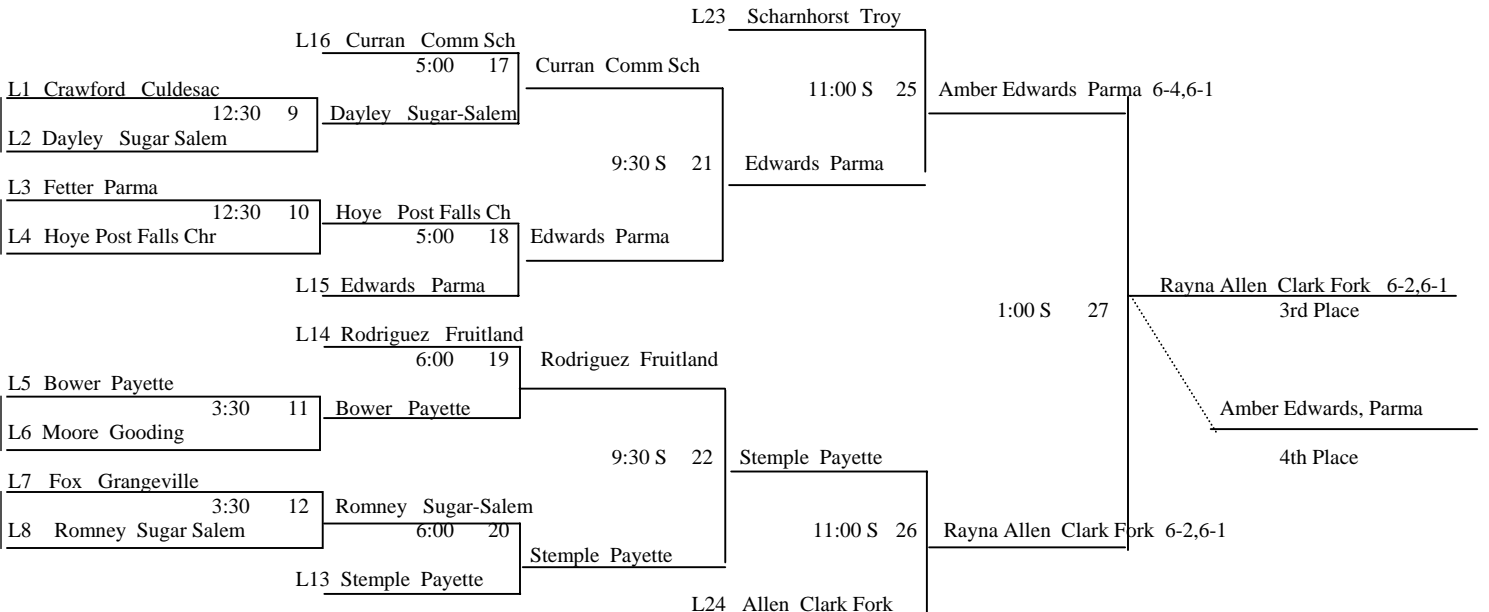 L23 Scharnhorst Troy
L16 Curran Comm Sch
5:00 17 Curran Comm Sch
L1 Crawford Culdesac
11:00 S 25 Amber Edwards Parma 6-4,6-1
12:30 9 Dayley Sugar-Salem
L2 Dayley Sugar Salem
9:30 S 21 Edwards Parma
L3 Fetter Parma
12:30 10 Hoye Post Falls Ch
L4 Hoye Post Falls Chr
5:00 18 Edwards Parma
L15 Edwards Parma
Rayna Allen Clark Fork 6-2,6-1
1:00 S 27 3rd Place
L14 Rodriguez Fruitland
6:00 19 Rodriguez Fruitland
L5 Bower Payette
3:30 11 Bower Payette
Amber Edwards, Parma
L6 Moore Gooding
9:30 S 22 Stemple Payette
4th Place
L7 Fox Grangeville
3:30 12 Romney Sugar-Salem
L8 Romney Sugar Salem
6:00 20
11:00 S 26 Rayna Allen Clark Fork 6-2,6-1
Stemple Payette
L13 Stemple Payette
L24 Allen Clark Fork